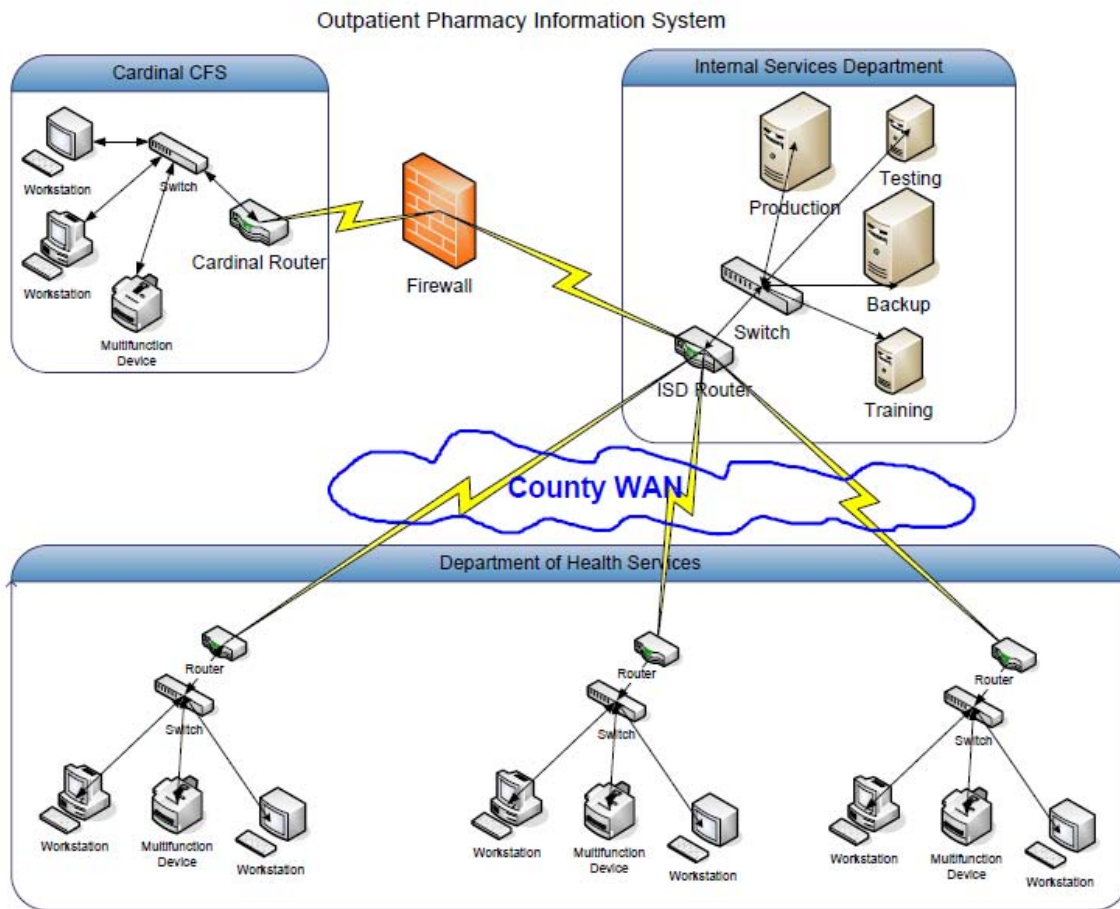 Outpatient Pharmacy Information System
Cardinal CFS
Workstation
Switch
Workstation
Cardinal Router
Multifunction
Device
Firewall
Internal Services Department
Production
Testing
Backup
Switch
Training
ISD Router
County WAN
Department of Health Services
Router
Switch
Workstation
Multifunction
Device
Workstation
Router
Switch
Workstation
Multifunction
Device
Workstation
Router
Switch
Workstation
Multifunction
Device
Workstation